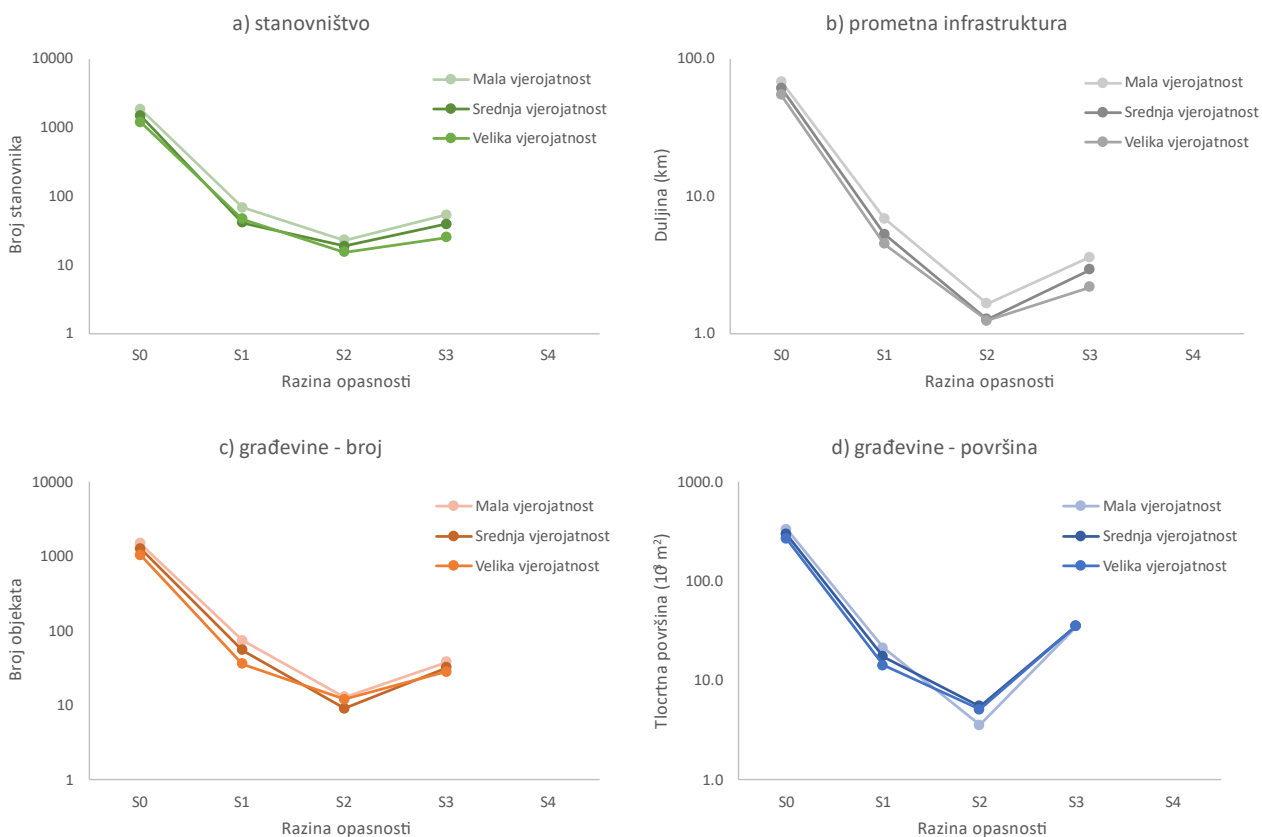 a) stanovništvo
10000
1000
100
10
1
Broj stanovnika
Mala vjerojatnost
Srednja vjerojatnost
Velika vjerojatnost
S0 S1 S2 S3 S4
Razina opasnosti
b) prometna infrastruktura
100.0
10.0
1.0
Duljina (km)
Mala vjerojatnost
Srednja vjerojatnost
Velika vjerojatnost
S0 S1 S2 S3 S4
Razina opasnosti
c) građevine - broj
10000
1000
100
10
1
Broj objekata
Mala vjerojatnost
Srednja vjerojatnost
Velika vjerojatnost
S0 S1 S2 S3 S4
Razina opasnosti
d) građevine - površina
1000.0
100.0
10.0
1.0
Tlocrtna površina (10³ m²)
Mala vjerojatnost
Srednja vjerojatnost
Velika vjerojatnost
S0 S1 S2 S3 S4
Razina opasnosti